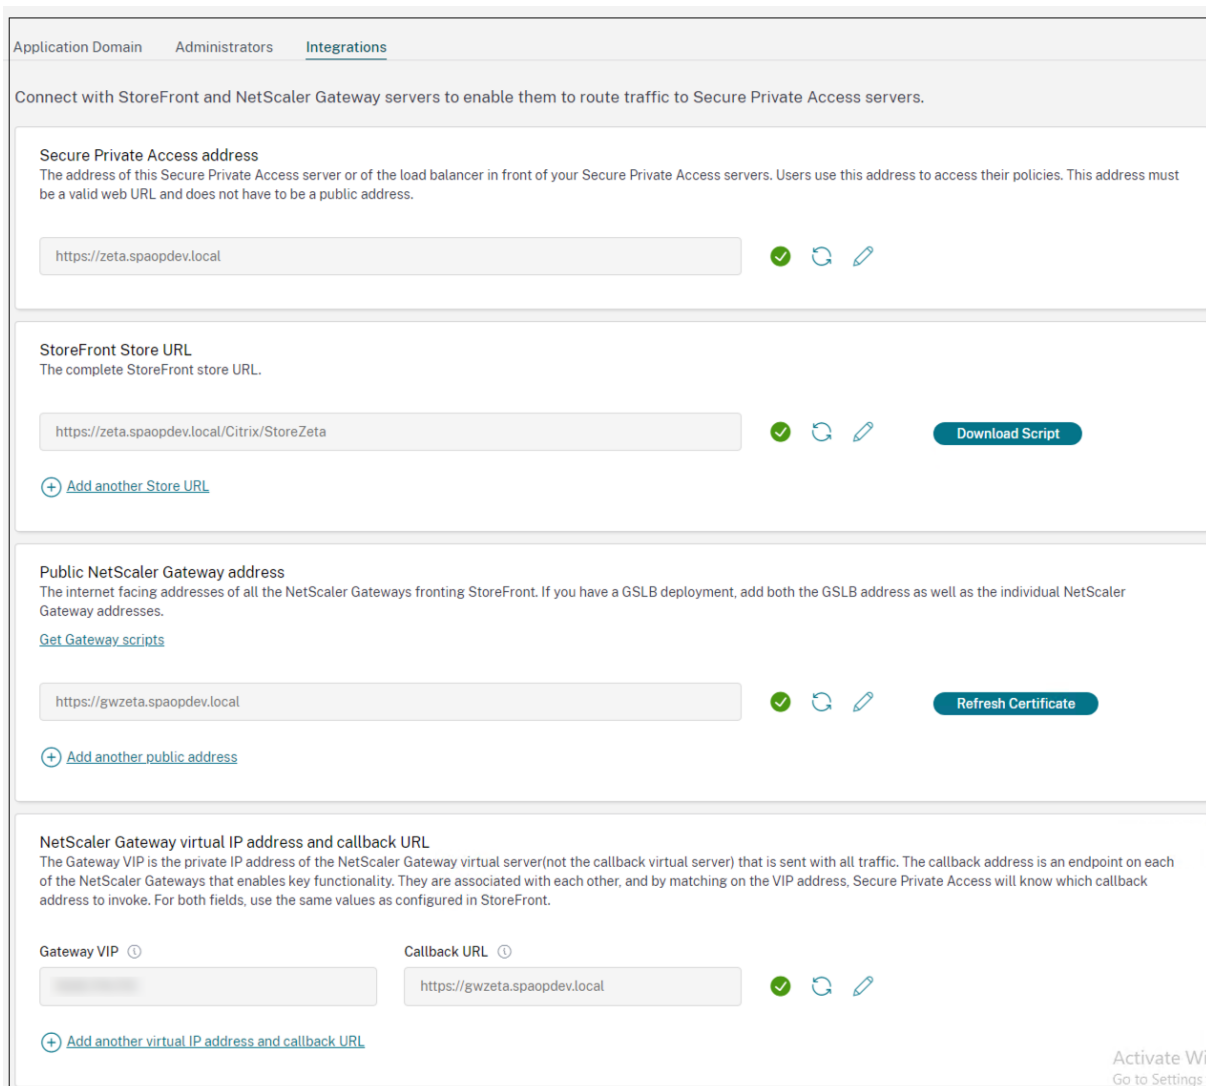 Application Domain Administrators Integrations
Connect with StoreFront and NetScaler Gateway servers to enable them to route traffic to Secure Private Access servers.
Secure Private Access address
The address of this Secure Private Access server or of the load balancer in front of your Secure Private Access servers. Users use this address to access their policies. This address must
be a valid web URL and does not have to be a public address.
https://zeta.spaopdev.local
StoreFront Store URL
The complete StoreFront store URL.
https://zeta.spaopdev.local/Citrix/StoreZeta
Download Script
Add another Store URL
Public NetScaler Gateway address
The internet facing addresses of all the NetScaler Gateways fronting StoreFront. If you have a GSLB deployment, add both the GSLB address as well as the individual NetScaler
Gateway addresses.
Get Gateway scripts
https://gwzeta.spaopdev.local
Refresh Certificate
Add another public address
NetScaler Gateway virtual IP address and callback URL
The Gateway VIP is the private IP address of the NetScaler Gateway virtual server(not the callback virtual server) that is sent with all traffic. The callback address is an endpoint on each
of the NetScaler Gateways that enables key functionality. They are associated with each other, and by matching on the VIP address, Secure Private Access will know which callback
address to invoke. For both fields, use the same values as configured in StoreFront.
Gateway VIP Callback URL
https://gwzeta.spaopdev.local
Add another virtual IP address and callback URL
Activate Wi
Go to Settings